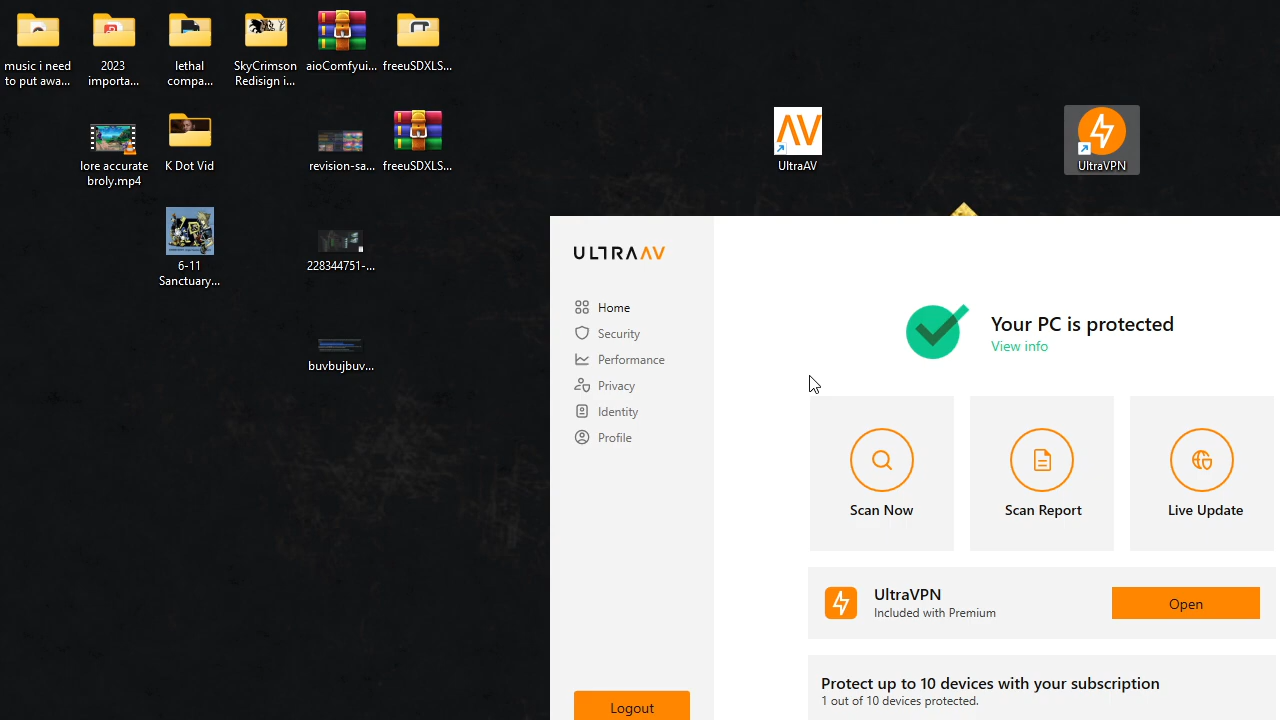 music i need
to put awa...
2023
importa...
lethal
compa...
SkyCrimson
Redisign i...
aioComfyui...
freeuSDXLS...
lore accurate
broly.mp4
K Dot Vid
revision-sa...
freeuSDXLS...
UltraAV
UltraVPN
6-11
Sanctuary...
228344751-...
buvbujbuv...
ULTRAAV
Home
Security
Performance
Privacy
Identity
Profile
Logout
Your PC is protected
View info
Scan Now
Scan Report
Live Update
UltraVPN
Included with Premium
Open
Protect up to 10 devices with your subscription
1 out of 10 devices protected.